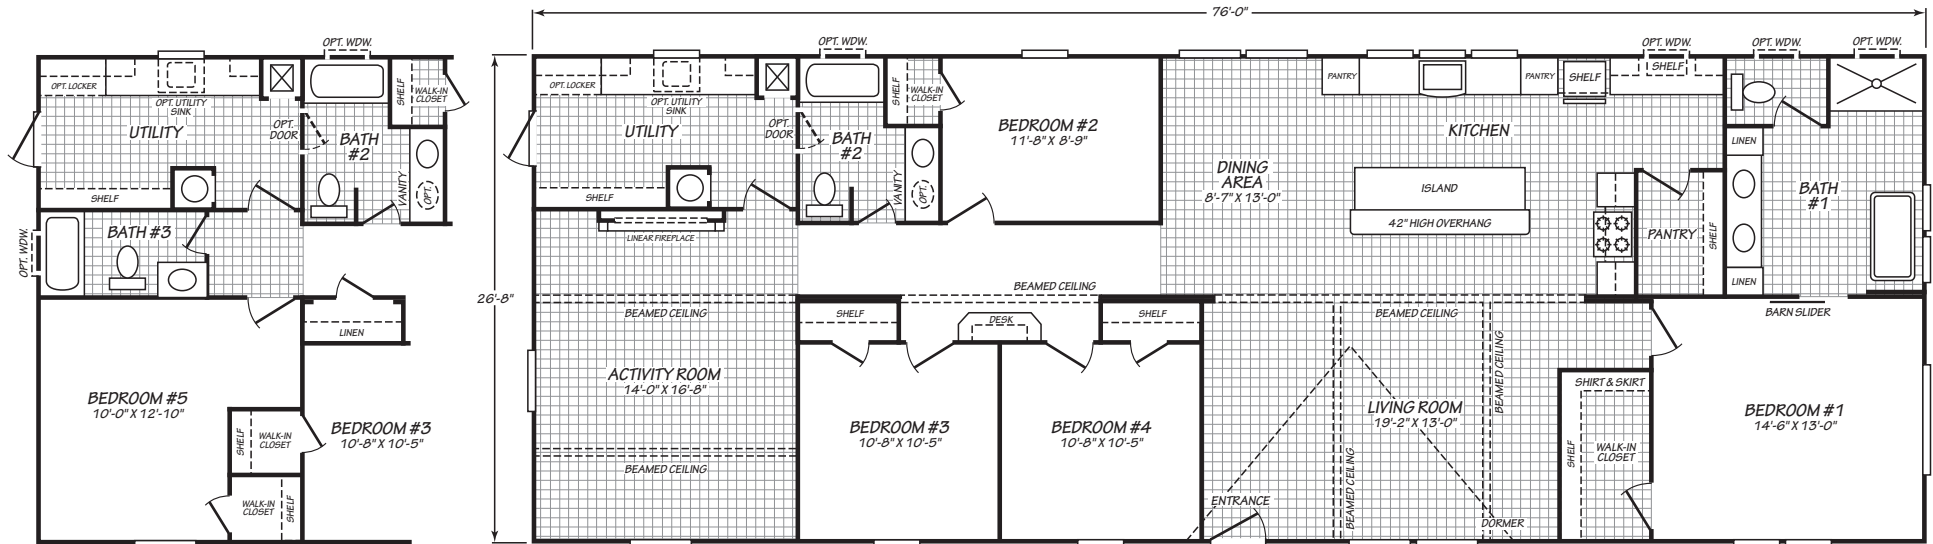 OPT. WDW.
OPT. LOCKER
OPT. UTILITY
SINK
UTILITY
OPT.
DOOR
BATH
#2
SHELF
WALK-IN
CLOSET
SHELF
VANITY
OPT.
OPT. WDW.
BATH #3
LINEN
BEDROOM #5
10'-0" X 12'-10"
BEDROOM #3
10'-8" X 10'-5"
SHELF
WALK-IN
CLOSET
WALK-IN
CLOSET
SHELF
76'-0"
26'-8"
OPT. WDW.
OPT. WDW.
OPT. WDW.
OPT. WDW.
OPT. LOCKER
OPT. UTILITY
SINK
UTILITY
OPT.
DOOR
SHELF
BATH
#2
SHELF
WALK-IN
CLOSET
VANITY
OPT.
BEDROOM #2
11'-8" X 8'-9"
DINING
AREA
8'-7" X 13'-0"
PANTRY
PANTRY
SHELF
SHELF
KITCHEN
ISLAND
42" HIGH OVERHANG
PANTRY
SHELF
LINEN
BATH
#1
LINEN
BARN SLIDER
LINEAR FIREPLACE
BEAMED CEILING
BEAMED CEILING
ACTIVITY ROOM
14'-0" X 16'-8"
BEAMED CEILING
SHELF
DESK
SHELF
BEDROOM #3
10'-8" X 10'-5"
BEDROOM #4
10'-8" X 10'-5"
BEAMED CEILING
BEAMED CEILING
LIVING ROOM
19'-2" X 13'-0"
BEAMED CEILING
ENTRANCE
DORMER
SHIRT & SKIRT
SHELF
WALK-IN
CLOSET
BEDROOM #1
14'-6" X 13'-0"